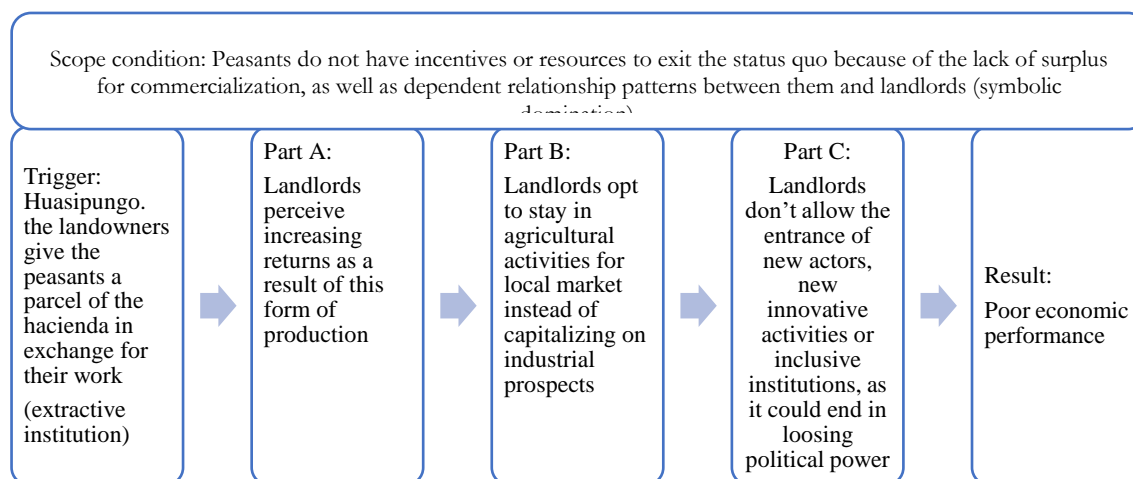 Scope condition: Peasants do not have incentives or resources to exit the status quo because of the lack of surplus
for commercialization, as well as dependent relationship patterns between them and landlords (symbolic
domination)
Trigger:
Huasipungo.
the landowners
give the
peasants a
parcel of the
hacienda in
exchange for
their work
(extractive
institution)
Part A:
Landlords
perceive
increasing
returns as a
result of this
form of
production
Part B:
Landlords opt
to stay in
agricultural
activities for
local market
instead of
capitalizing on
industrial
prospects
Part C:
Landlords
don’t allow the
entrance of
new actors,
new
innovative
activities or
inclusive
institutions, as
it could end in
loosing
political power
Result:
Poor economic
performance